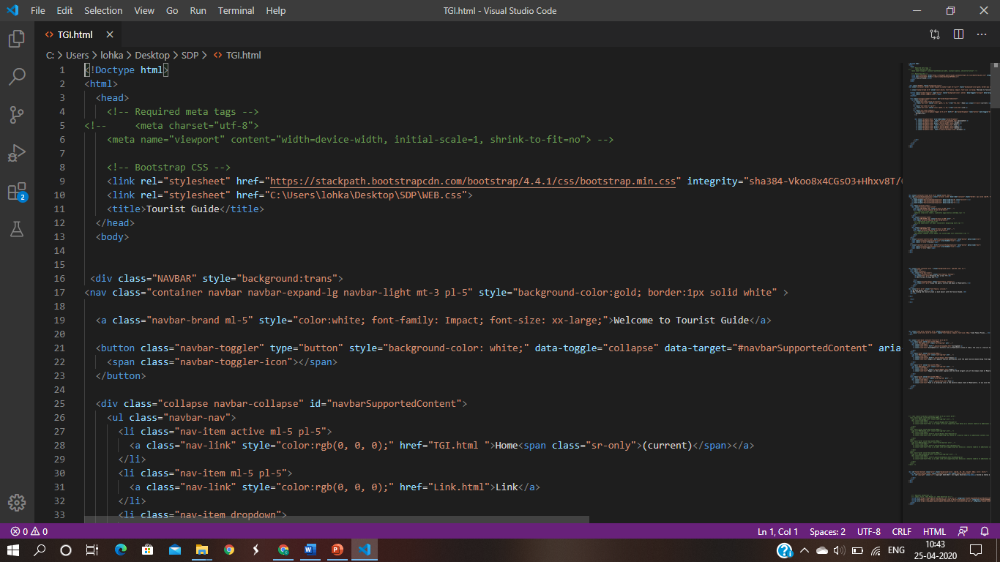 File Edit Selection View Go Run Terminal Help TGI.html - Visual Studio Code
TGI.html
C: > Users > lohka > Desktop > SDP > TGI.html
1 <!Doctype html>
2 <html>
3 <head>
4 <!-- Required meta tags -->
5 <!-- <meta charset="utf-8">
6 <meta name="viewport" content="width=device-width, initial-scale=1, shrink-to-fit=no"> -->
7
8 <!-- Bootstrap CSS -->
9 <link rel="stylesheet" href="https://stackpath.bootstrapcdn.com/bootstrap/4.4.1/css/bootstrap.min.css" integrity="sha384-Vkoo8x4CGsO3+Hhxv8T/
10 <link rel="stylesheet" href="C:\Users\lohka\Desktop\SDP\WEB.css">
11 <title>Tourist Guide</title>
12 </head>
13 <body>
14
15
16 <div class="NAVBAR" style="background:trans">
17 <nav class="container navbar navbar-expand-lg navbar-light mt-3 pl-5" style="background-color:gold; border:1px solid white" >
18
19 <a class="navbar-brand ml-5" style="color:white; font-family: Impact; font-size: xx-large;">Welcome to Tourist Guide</a>
20
21 <button class="navbar-toggler" type="button" style="background-color: white;" data-toggle="collapse" data-target="#navbarSupportedContent" aria
22 <span class="navbar-toggler-icon"></span>
23 </button>
24
25 <div class="collapse navbar-collapse" id="navbarSupportedContent">
26 <ul class="navbar-nav">
27 <li class="nav-item active ml-5 pl-5">
28 <a class="nav-link" style="color:rgb(0, 0, 0);" href="TGI.html ">Home<span class="sr-only">(current)</span></a>
29 </li>
30 <li class="nav-item ml-5 pl-5">
31 <a class="nav-link" style="color:rgb(0, 0, 0);" href="Link.html">Link</a>
32 </li>
33 <li class="nav-item dropdown">
2
0 0 Ln 1, Col 1 Spaces: 2 UTF-8 CRLF HTML
ENG 10:43
25-04-2020